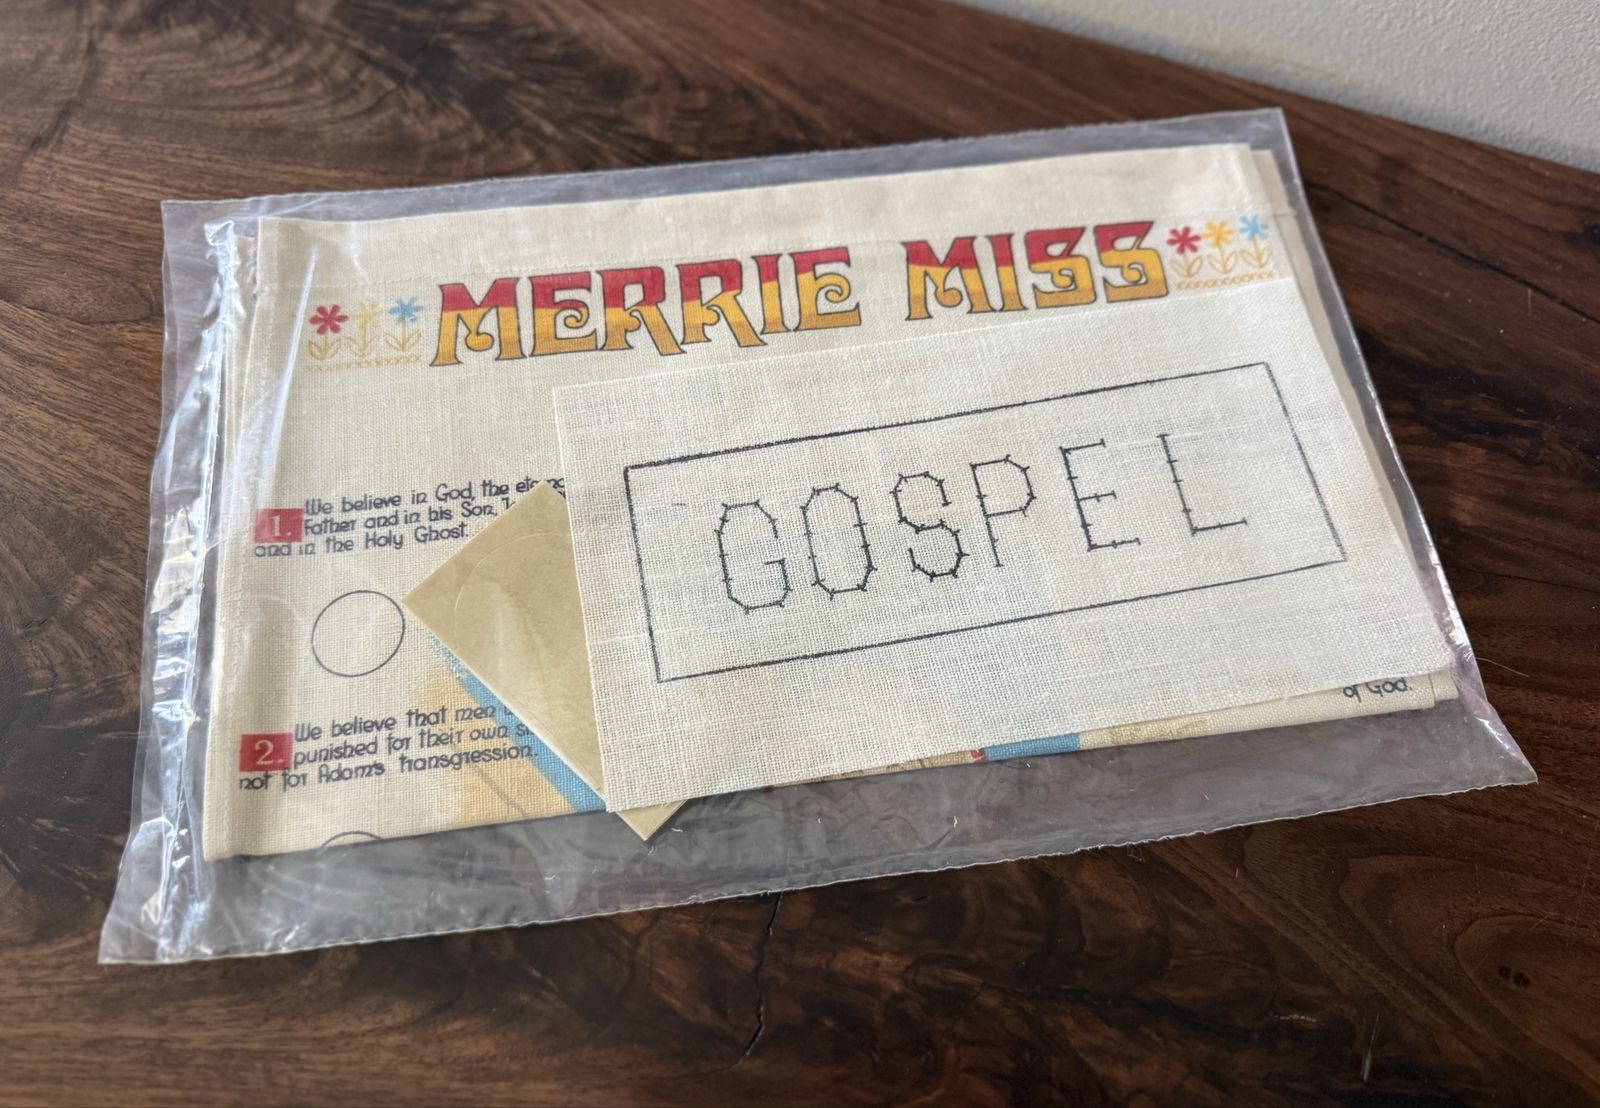 MERRIE MISS
GOSPEL
1. We believe in God, the eternal
Father and in his Son,
and in the Holy Ghost.
2. We believe that men
punished for their own
not for Adam's transgression.
of God.